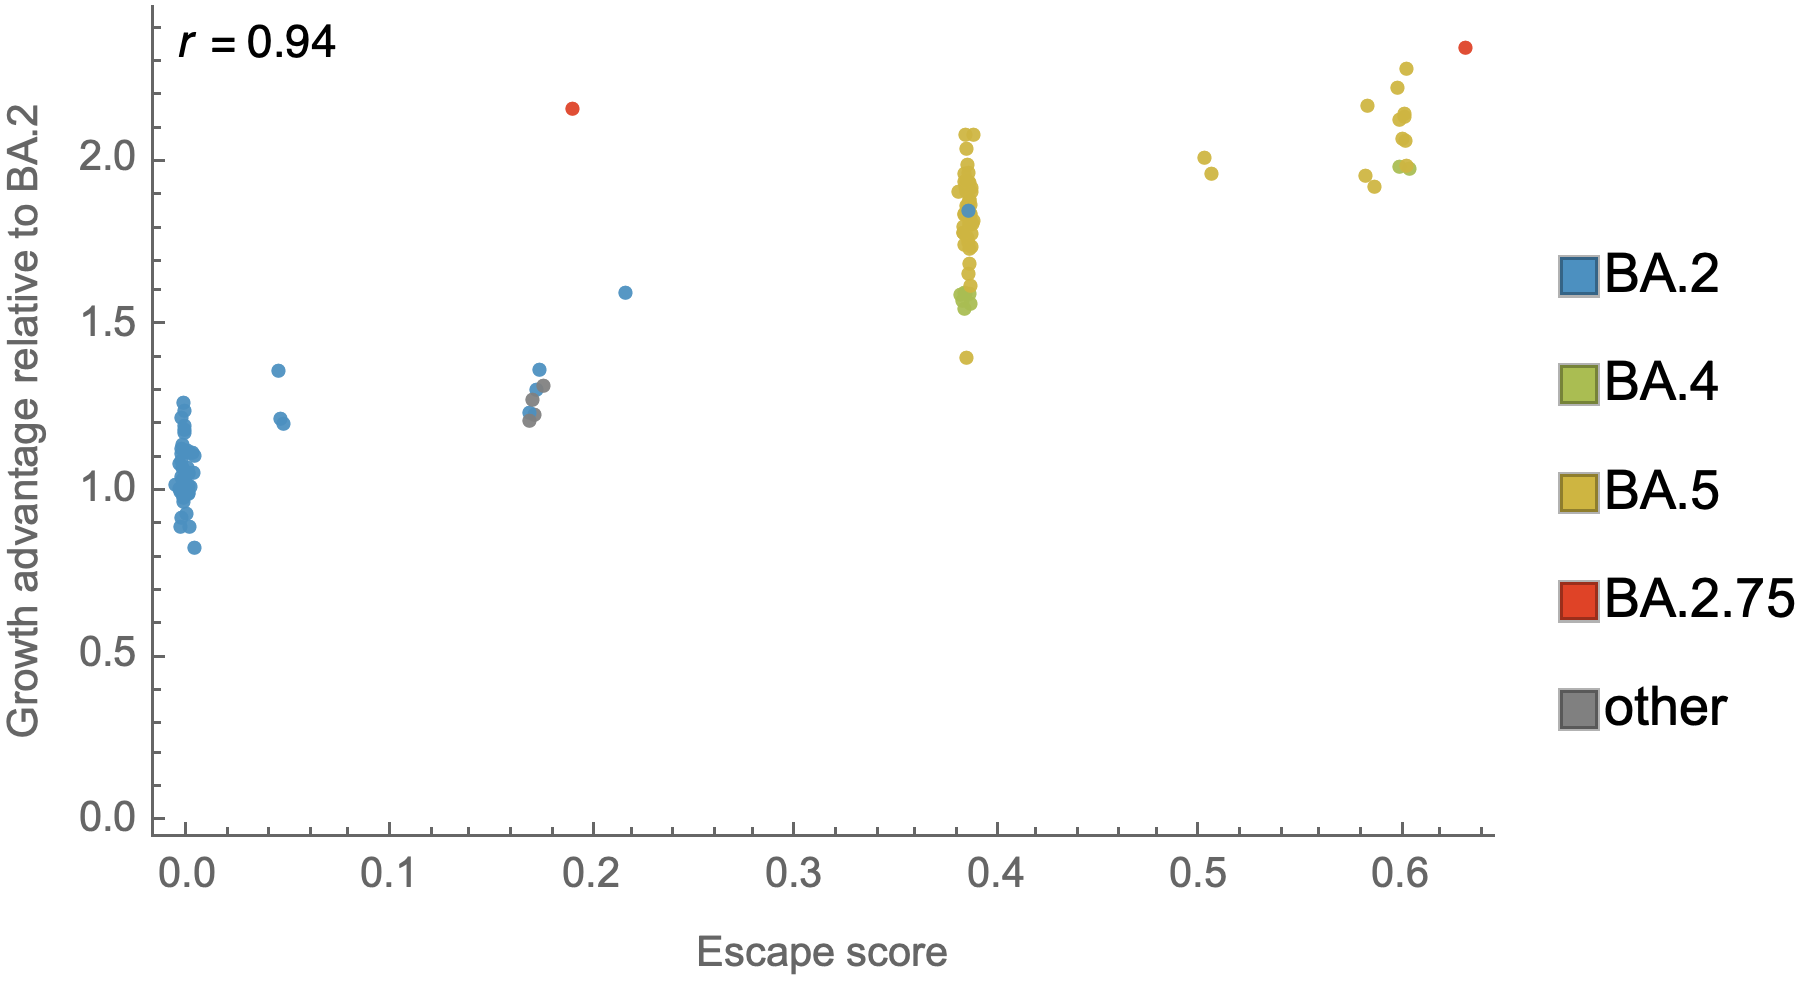 r = 0.94
Growth advantage relative to BA.2
2.0
1.5
1.0
0.5
0.0
0.0 0.1 0.2 0.3 0.4 0.5 0.6
Escape score
BA.2
BA.4
BA.5
BA.2.75
other